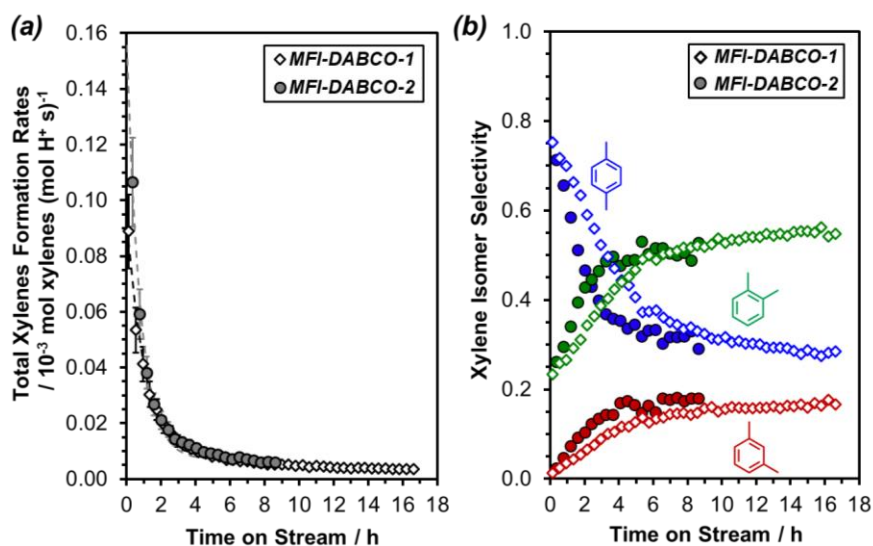 (a)
Total Xylenes Formation Rates
/ 10⁻³ mol xylenes (mol H⁺ s)⁻¹
0.16
0.14
0.12
0.10
0.08
0.06
0.04
0.02
0.00
MFI-DABCO-1
MFI-DABCO-2
0 2 4 6 8 10 12 14 16 18
Time on Stream / h
(b)
Xylene Isomer Selectivity
1.0
0.8
0.6
0.4
0.2
0.0
MFI-DABCO-1
MFI-DABCO-2
0 2 4 6 8 10 12 14 16 18
Time on Stream / h